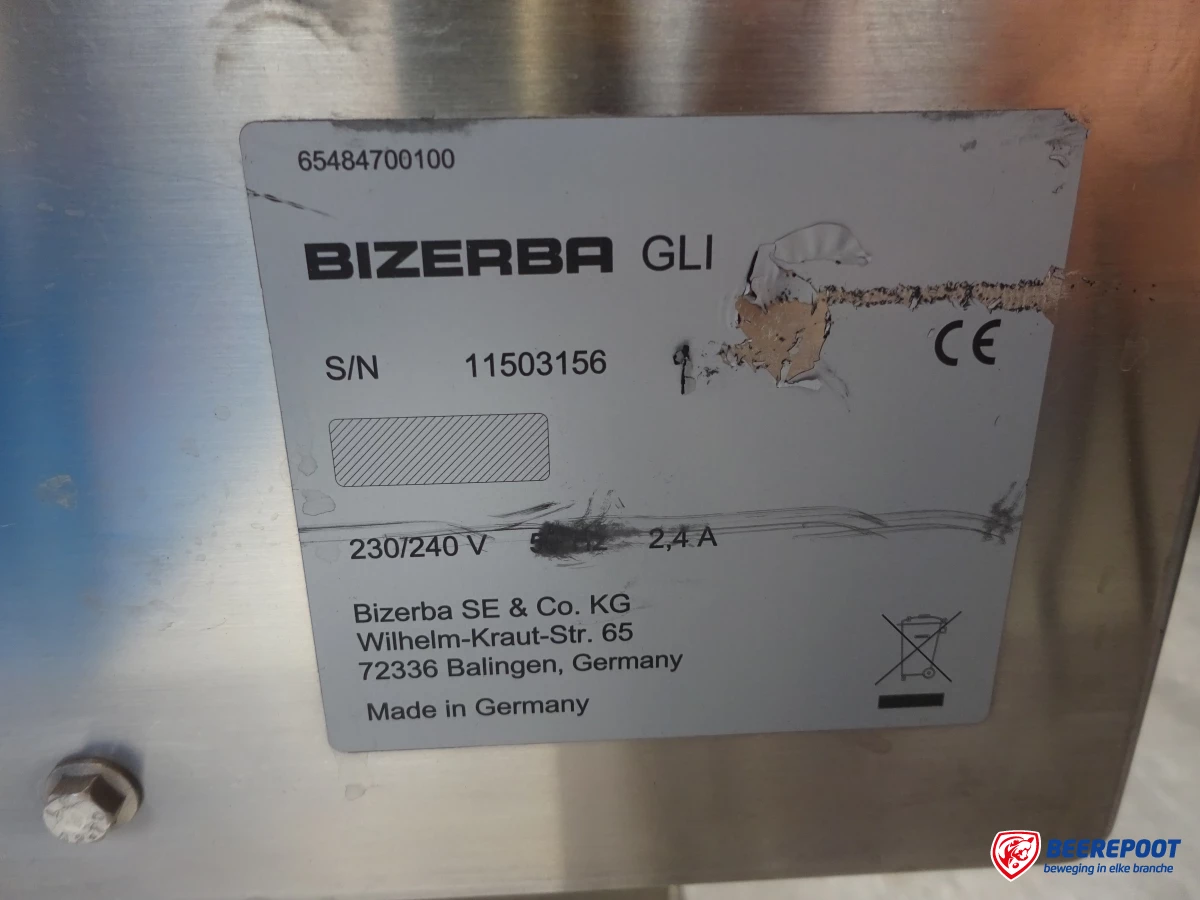 65484700100
BIZERBA GLI
S/N 11503156
CE
230/240 V 2,4 A
Bizerba SE & Co. KG
Wilhelm-Kraut-Str. 65
72336 Balingen, Germany
Made in Germany
BEEREPOOT
beweging in elke branche